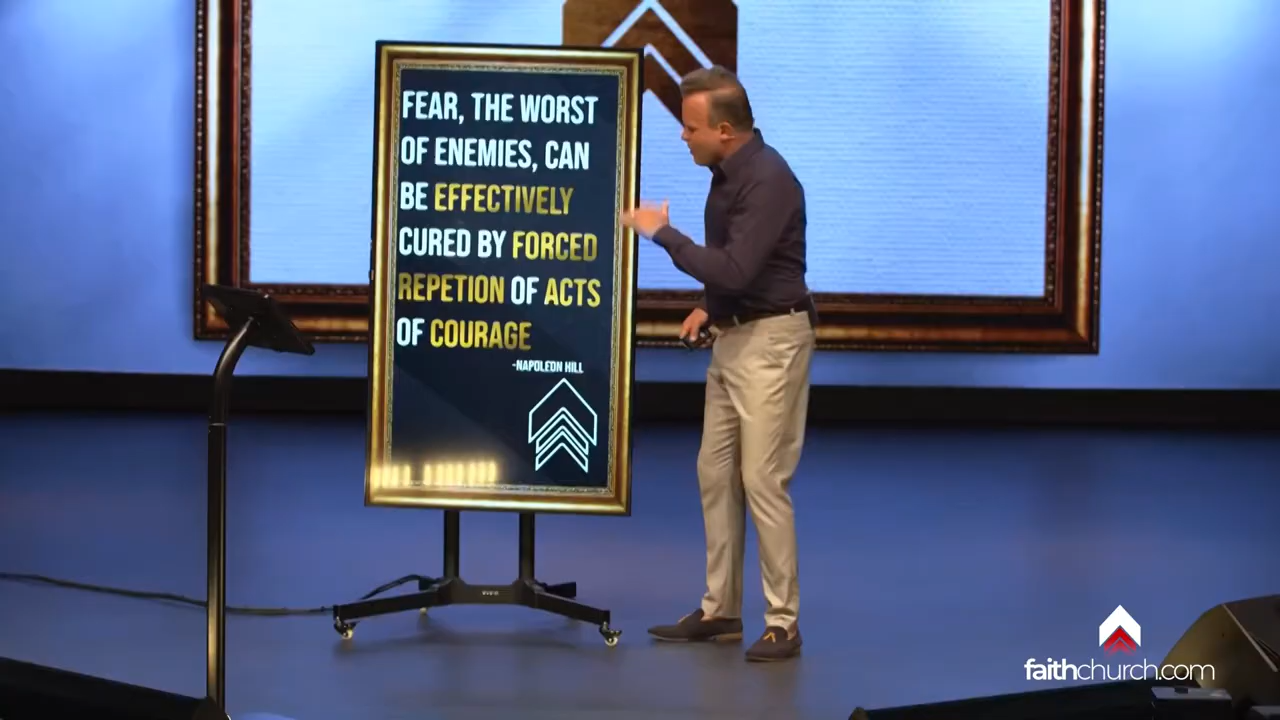 FEAR, THE WORST
OF ENEMIES, CAN
BE EFFECTIVELY
CURED BY FORCED
REPETION OF ACTS
OF COURAGE
-NAPOLEON HILL
faithchurch.com